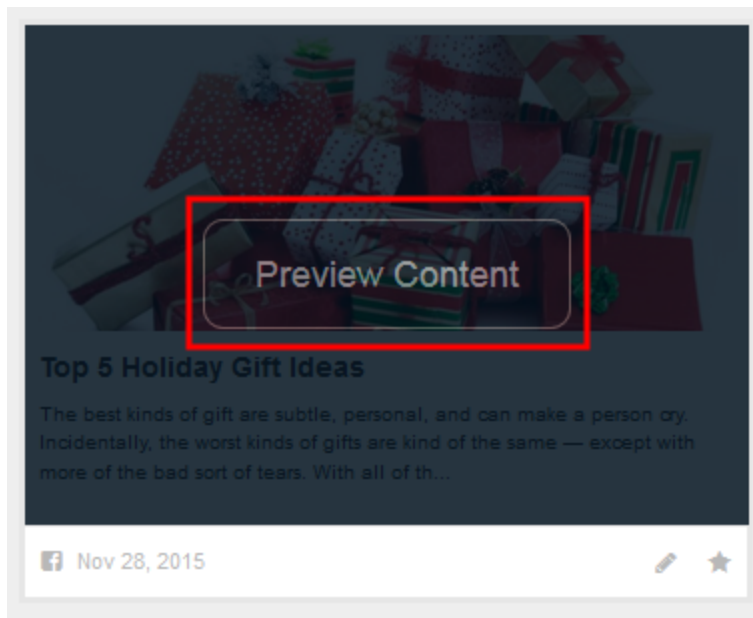 Preview Content
Top 5 Holiday Gift Ideas
The best kinds of gift are subtle, personal, and can make a person cry.
Incidentally, the worst kinds of gifts are kind of the same — except with
more of the bad sort of tears. With all of th...
Nov 28, 2015